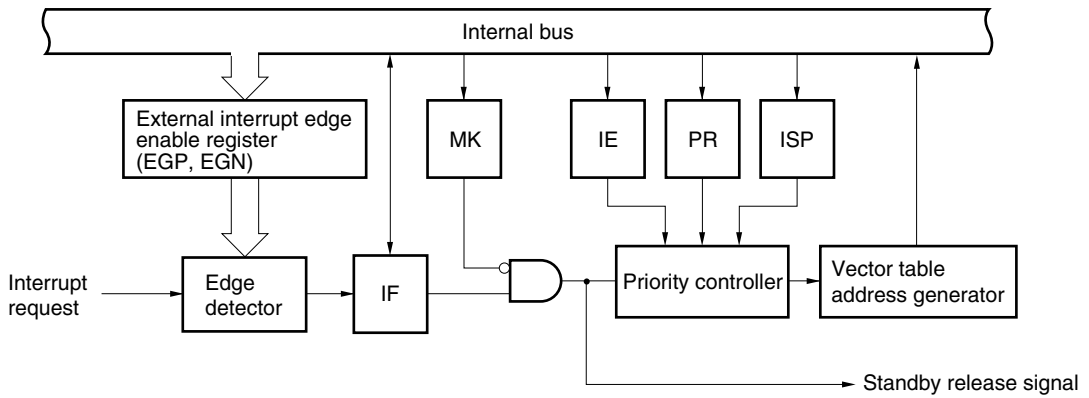 Internal bus
External interrupt edge
enable register
(EGP, EGN)
MK
IE
PR
ISP
Interrupt
request
Edge
detector
IF
Priority controller
Vector table
address generator
Standby release signal